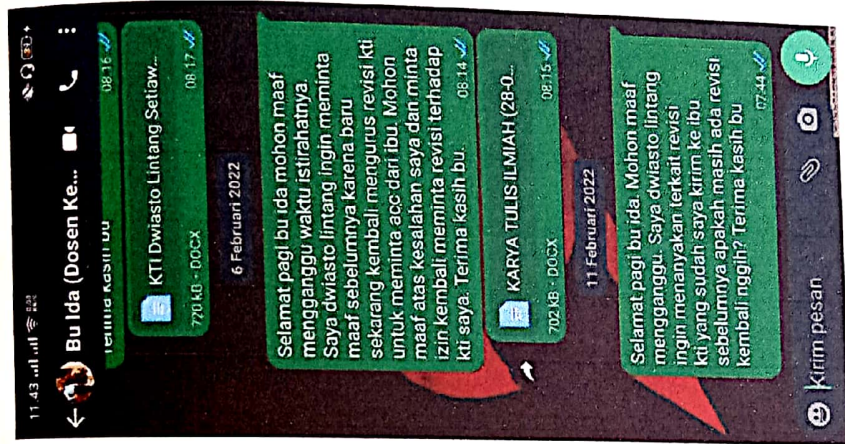 11.43
Bu Ida (Dosen Ke...
Terima kasih bu
08.16
KTI Dwiasto Lintang Setiaw...
720 kB • DOCX
08.17
6 Februari 2022
Selamat pagi bu ida mohon maaf
mengganggu waktu istirahatnya.
Saya dwiasto lintang ingin meminta
maaf sebelumnya karena baru
sekarang kembali mengurus revisi kti
untuk meminta acc dari ibu. Mohon
maaf atas kesalahan saya dan minta
izin kembali meminta revisi terhadap
kti saya. Terima kasih bu.
08.14
KARYA TULIS ILMIAH (28-0...
702 kB • DOCX
08.15
11 Februari 2022
Selamat pagi bu ida. Mohon maaf
mengganggu. Saya dwiasto lintang
ingin menanyakan terkait revisi
kti yang sudah saya kirim ke ibu
sebelumnya apakah masih ada revisi
kembali nggih? Terima kasih bu
07.44
Kirim pesan